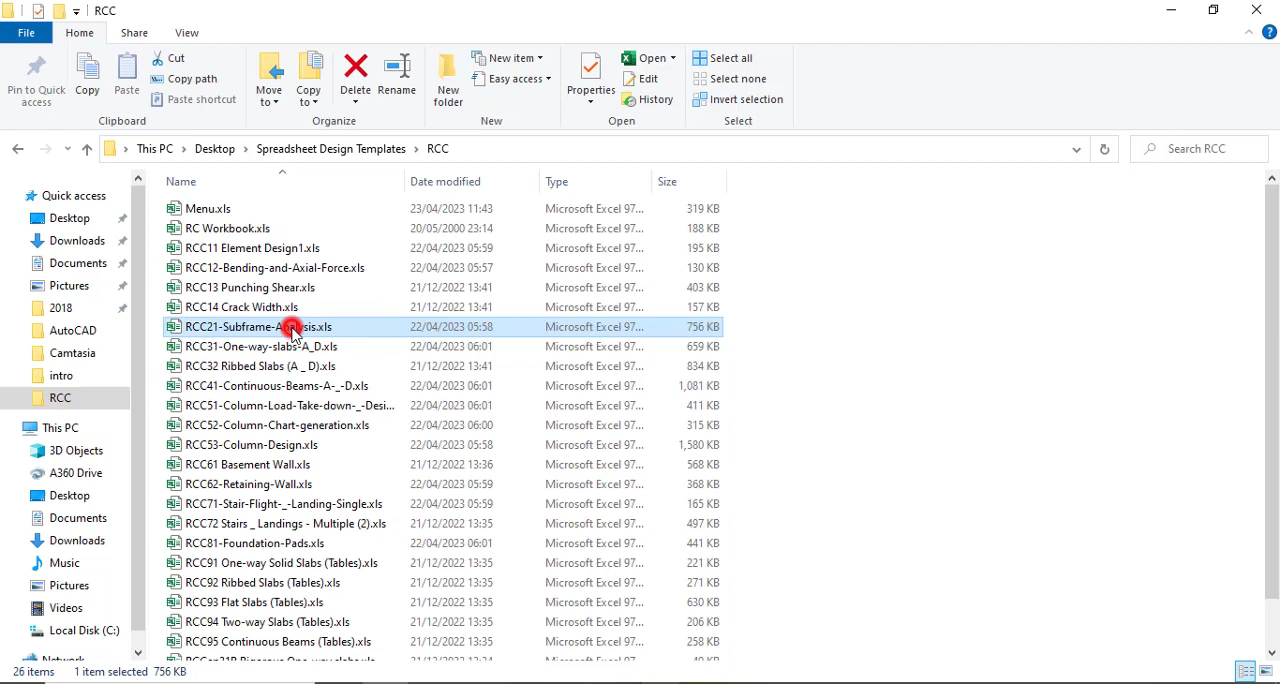 RCC
File
Home
Share
View
Pin to Quick access
Copy
Paste
Cut
Copy path
Paste shortcut
Clipboard
Move to
Copy to
Delete
Rename
Organize
New folder
New item
Easy access
New
Properties
Open
Edit
History
Open
Select all
Select none
Invert selection
Select
This PC > Desktop > Spreadsheet Design Templates > RCC
Search RCC
Quick access
Desktop
Downloads
Documents
Pictures
2018
AutoCAD
Camtasia
intro
RCC
This PC
3D Objects
A360 Drive
Desktop
Documents
Downloads
Music
Pictures
Videos
Local Disk (C:)
Network
Name Date modified Type Size
Menu.xls 23/04/2023 11:43 Microsoft Excel 97... 319 KB
RC Workbook.xls 20/05/2000 23:14 Microsoft Excel 97... 188 KB
RCC11 Element Design1.xls 22/04/2023 05:59 Microsoft Excel 97... 195 KB
RCC12-Bending-and-Axial-Force.xls 22/04/2023 05:57 Microsoft Excel 97... 130 KB
RCC13 Punching Shear.xls 21/12/2022 13:41 Microsoft Excel 97... 403 KB
RCC14 Crack Width.xls 21/12/2022 13:41 Microsoft Excel 97... 157 KB
RCC21-Subframe-Analysis.xls 22/04/2023 05:58 Microsoft Excel 97... 756 KB
RCC31-One-way-slabs-A_D.xls 22/04/2023 06:01 Microsoft Excel 97... 659 KB
RCC32 Ribbed Slabs (A _ D).xls 21/12/2022 13:41 Microsoft Excel 97... 834 KB
RCC41-Continuous-Beams-A-_-D.xls 22/04/2023 06:01 Microsoft Excel 97... 1,081 KB
RCC51-Column-Load-Take-down-_-Desi... 22/04/2023 06:01 Microsoft Excel 97... 411 KB
RCC52-Column-Chart-generation.xls 22/04/2023 06:00 Microsoft Excel 97... 315 KB
RCC53-Column-Design.xls 22/04/2023 05:58 Microsoft Excel 97... 1,580 KB
RCC61 Basement Wall.xls 21/12/2022 13:36 Microsoft Excel 97... 568 KB
RCC62-Retaining-Wall.xls 22/04/2023 05:59 Microsoft Excel 97... 368 KB
RCC71-Stair-Flight-_-Landing-Single.xls 22/04/2023 05:59 Microsoft Excel 97... 165 KB
RCC72 Stairs _ Landings - Multiple (2).xls 21/12/2022 13:35 Microsoft Excel 97... 497 KB
RCC81-Foundation-Pads.xls 22/04/2023 06:01 Microsoft Excel 97... 441 KB
RCC91 One-way Solid Slabs (Tables).xls 21/12/2022 13:35 Microsoft Excel 97... 221 KB
RCC92 Ribbed Slabs (Tables).xls 21/12/2022 13:35 Microsoft Excel 97... 271 KB
RCC93 Flat Slabs (Tables).xls 21/12/2022 13:35 Microsoft Excel 97... 630 KB
RCC94 Two-way Slabs (Tables).xls 21/12/2022 13:35 Microsoft Excel 97... 206 KB
RCC95 Continuous Beams (Tables).xls 21/12/2022 13:35 Microsoft Excel 97... 258 KB
26 items 1 item selected 756 KB